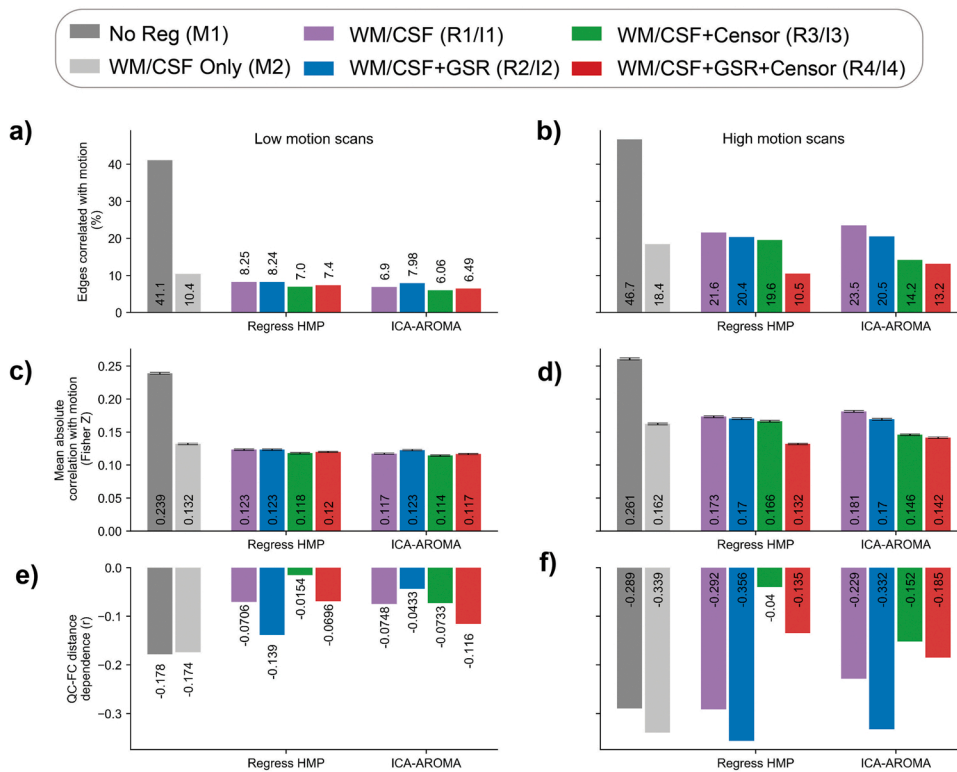 No Reg (M1)
WM/CSF (R1/I1)
WM/CSF+Censor (R3/I3)
WM/CSF Only (M2)
WM/CSF+GSR (R2/I2)
WM/CSF+GSR+Censor (R4/I4)
a)
Low motion scans
Edges correlated with motion
(%)
40
30
20
10
0
41.1
10.4
8.25
8.24
7.0
7.4
6.9
7.98
6.06
6.49
Regress HMP
ICA-AROMA
b)
High motion scans
46.7
18.4
21.6
20.4
19.6
10.5
23.5
20.5
14.2
13.2
Regress HMP
ICA-AROMA
c)
Mean absolute
correlation with motion
(Fisher Z)
0.25
0.20
0.15
0.10
0.05
0.00
0.239
0.132
0.123
0.123
0.118
0.12
0.117
0.123
0.114
0.117
Regress HMP
ICA-AROMA
d)
0.261
0.162
0.173
0.17
0.166
0.132
0.181
0.17
0.146
0.142
Regress HMP
ICA-AROMA
e)
QC-FC distance
dependence (r)
0.0
−0.1
−0.2
−0.3
-0.178
-0.174
-0.0706
-0.139
-0.0154
-0.0696
-0.0748
-0.0433
-0.0733
-0.116
Regress HMP
ICA-AROMA
f)
-0.289
-0.339
-0.292
-0.356
-0.04
-0.135
-0.229
-0.332
-0.152
-0.185
Regress HMP
ICA-AROMA